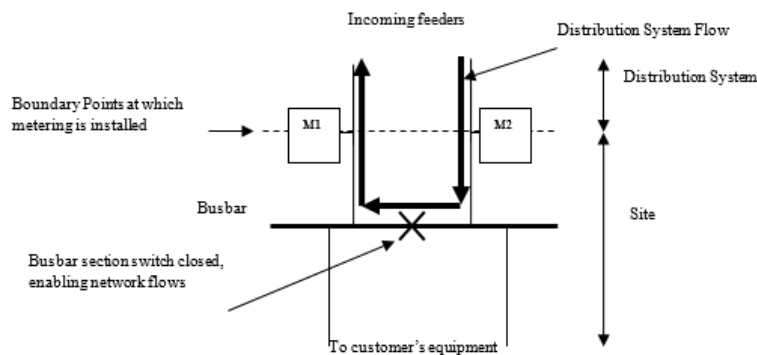 Incoming feeders
Distribution System Flow
Distribution System
Boundary Points at which
metering is installed
M1
M2
Busbar
Site
Busbar section switch closed,
enabling network flows
To customer's equipment